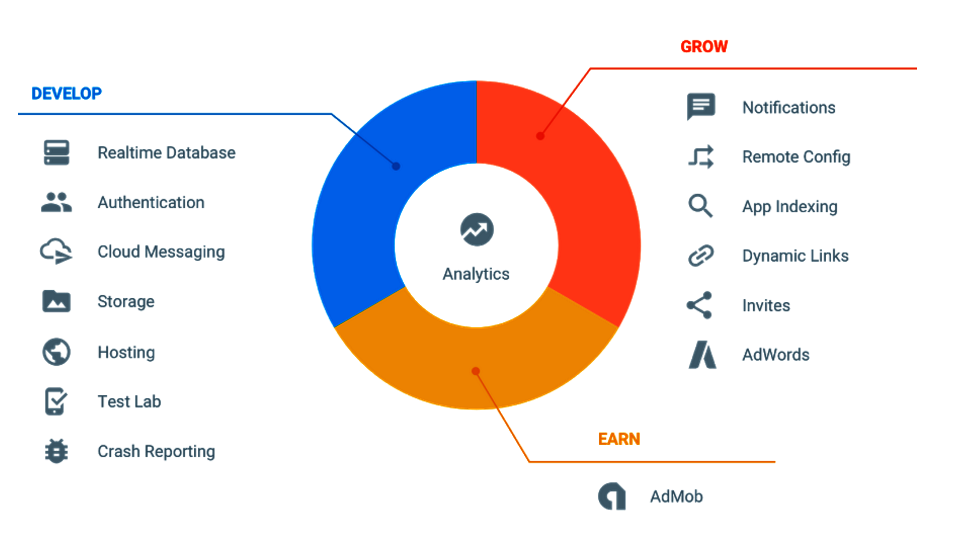 DEVELOP
Realtime Database
Authentication
Cloud Messaging
Storage
Hosting
Test Lab
Crash Reporting
Analytics
GROW
Notifications
Remote Config
App Indexing
Dynamic Links
Invites
AdWords
EARN
AdMob